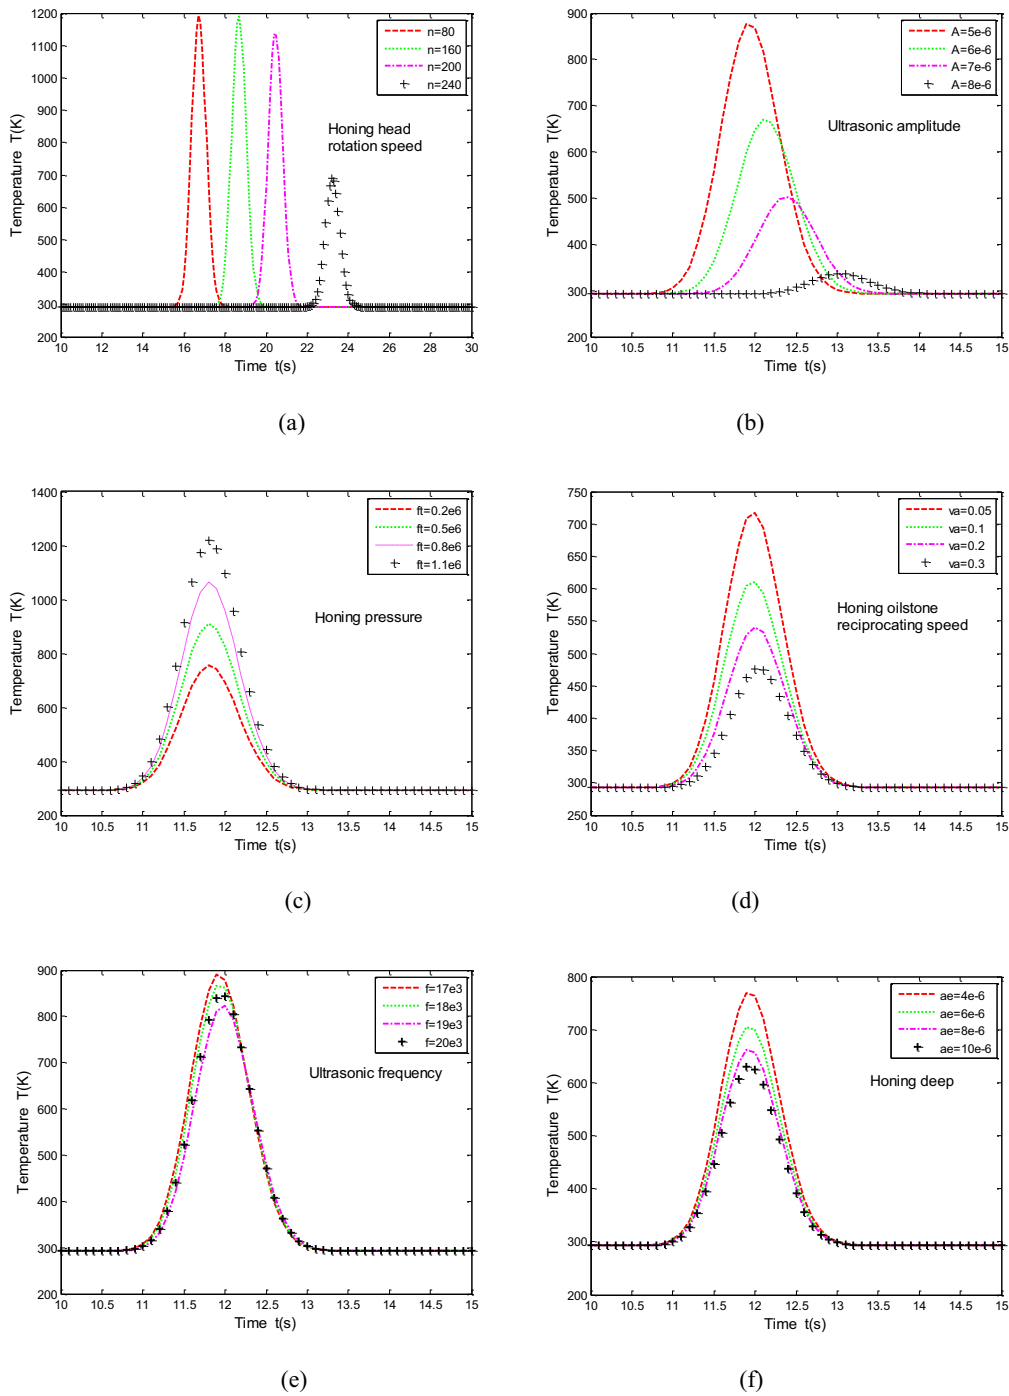 1200
1100
1000
900
800
700
600
500
400
300
200
Temperature T(K)
n=80
n=160
n=200
n=240
Honing head
rotation speed
10 12 14 16 18 20 22 24 26 28 30
Time t(s)
(a)
900
800
700
600
500
400
300
200
Temperature T(K)
A=5e-6
A=6e-6
A=7e-6
A=8e-6
Ultrasonic amplitude
10 10.5 11 11.5 12 12.5 13 13.5 14 14.5 15
Time t(s)
(b)
1400
1200
1000
800
600
400
200
Temperature T(K)
ft=0.2e6
ft=0.5e6
ft=0.8e6
ft=1.1e6
Honing pressure
10 10.5 11 11.5 12 12.5 13 13.5 14 14.5 15
Time t(s)
(c)
750
700
650
600
550
500
450
400
350
300
250
Temperature T(K)
va=0.05
va=0.1
va=0.2
va=0.3
Honing oilstone
reciprocating speed
10 10.5 11 11.5 12 12.5 13 13.5 14 14.5 15
Time t(s)
(d)
900
800
700
600
500
400
300
200
Temperature T(K)
f=17e3
f=18e3
f=19e3
f=20e3
Ultrasonic frequency
10 10.5 11 11.5 12 12.5 13 13.5 14 14.5 15
Time t(s)
(e)
800
700
600
500
400
300
200
Temperature T(K)
ae=4e-6
ae=6e-6
ae=8e-6
ae=10e-6
Honing deep
10 10.5 11 11.5 12 12.5 13 13.5 14 14.5 15
Time t(s)
(f)